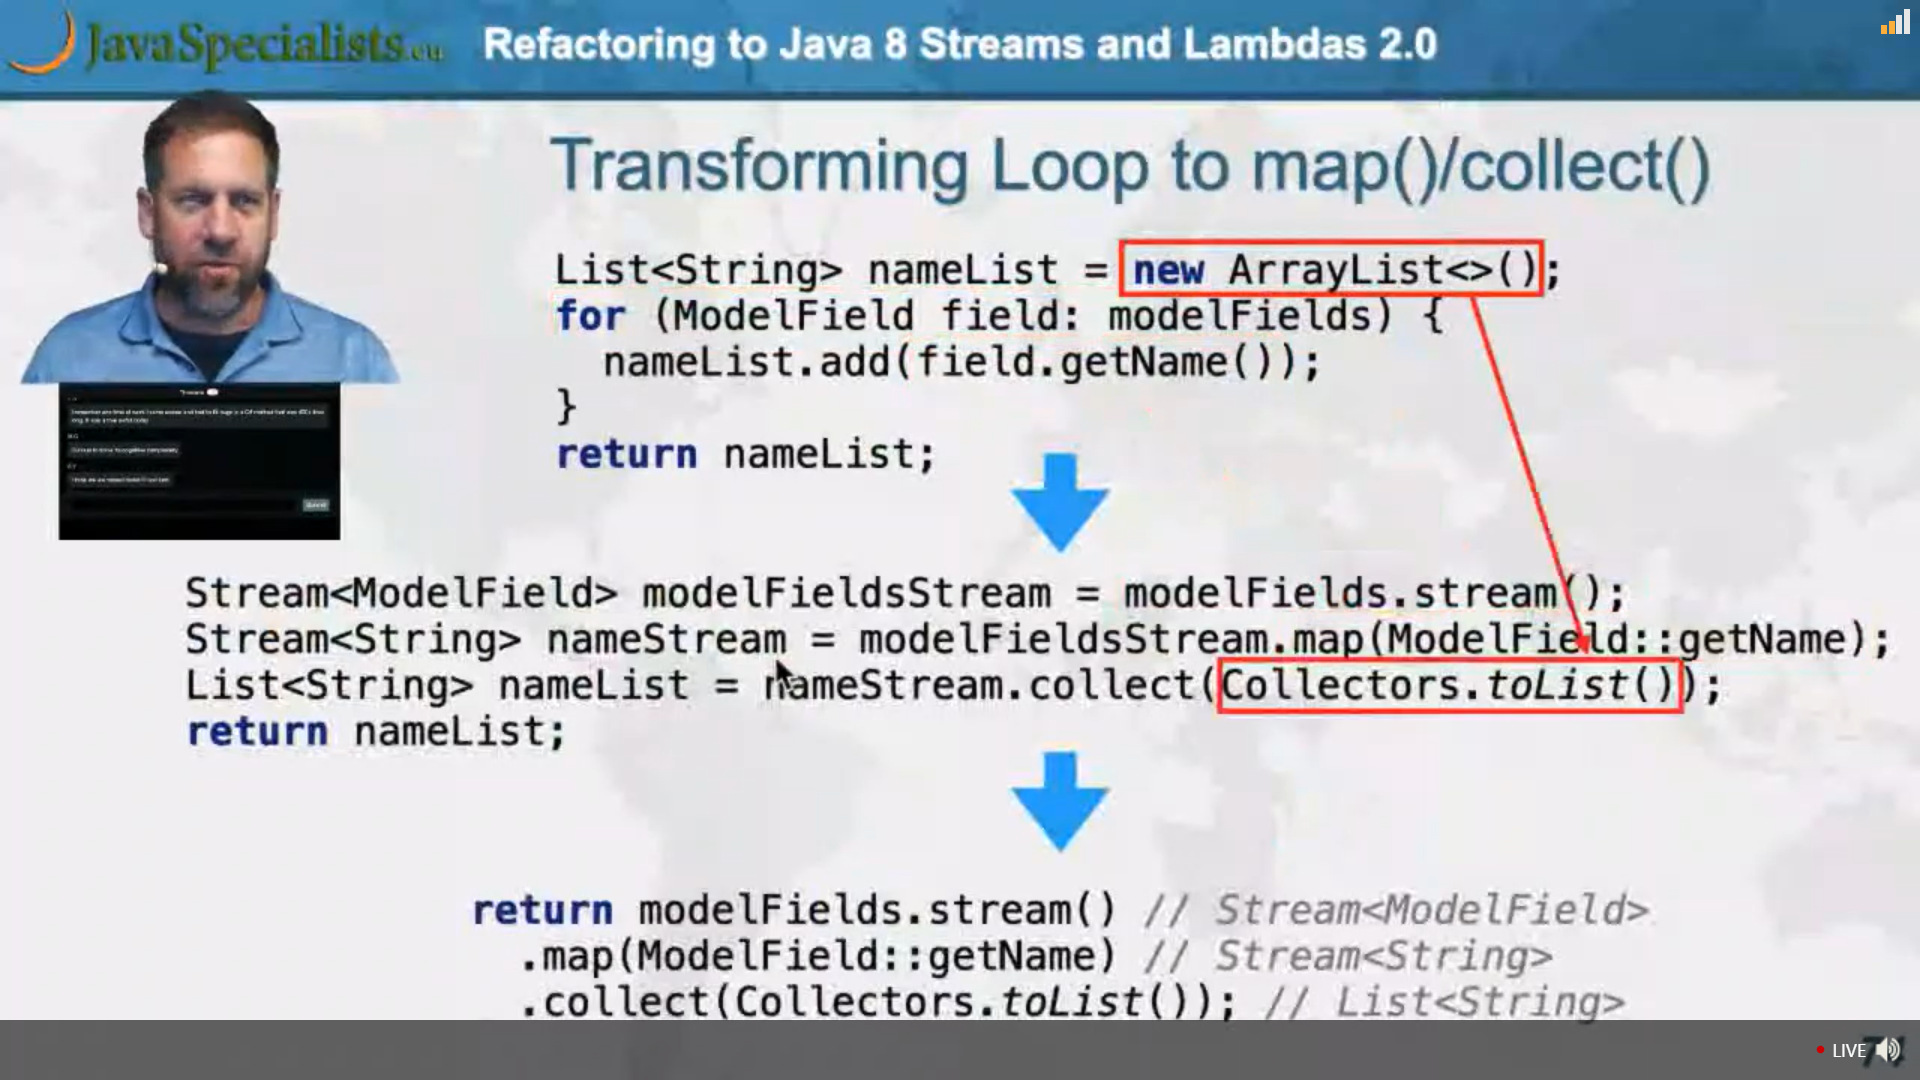 JavaSpecialists.eu
Refactoring to Java 8 Streams and Lambdas 2.0
Transforming Loop to map()/collect()
List<String> nameList = new ArrayList<>();
for (ModelField field: modelFields) {
nameList.add(field.getName());
}
return nameList;
Stream<ModelField> modelFieldsStream = modelFields.stream();
Stream<String> nameStream = modelFieldsStream.map(ModelField::getName);
List<String> nameList = nameStream.collect(Collectors.toList());
return nameList;
return modelFields.stream() // Stream<ModelField>
.map(ModelField::getName) // Stream<String>
.collect(Collectors.toList()); // List<String>
LIVE